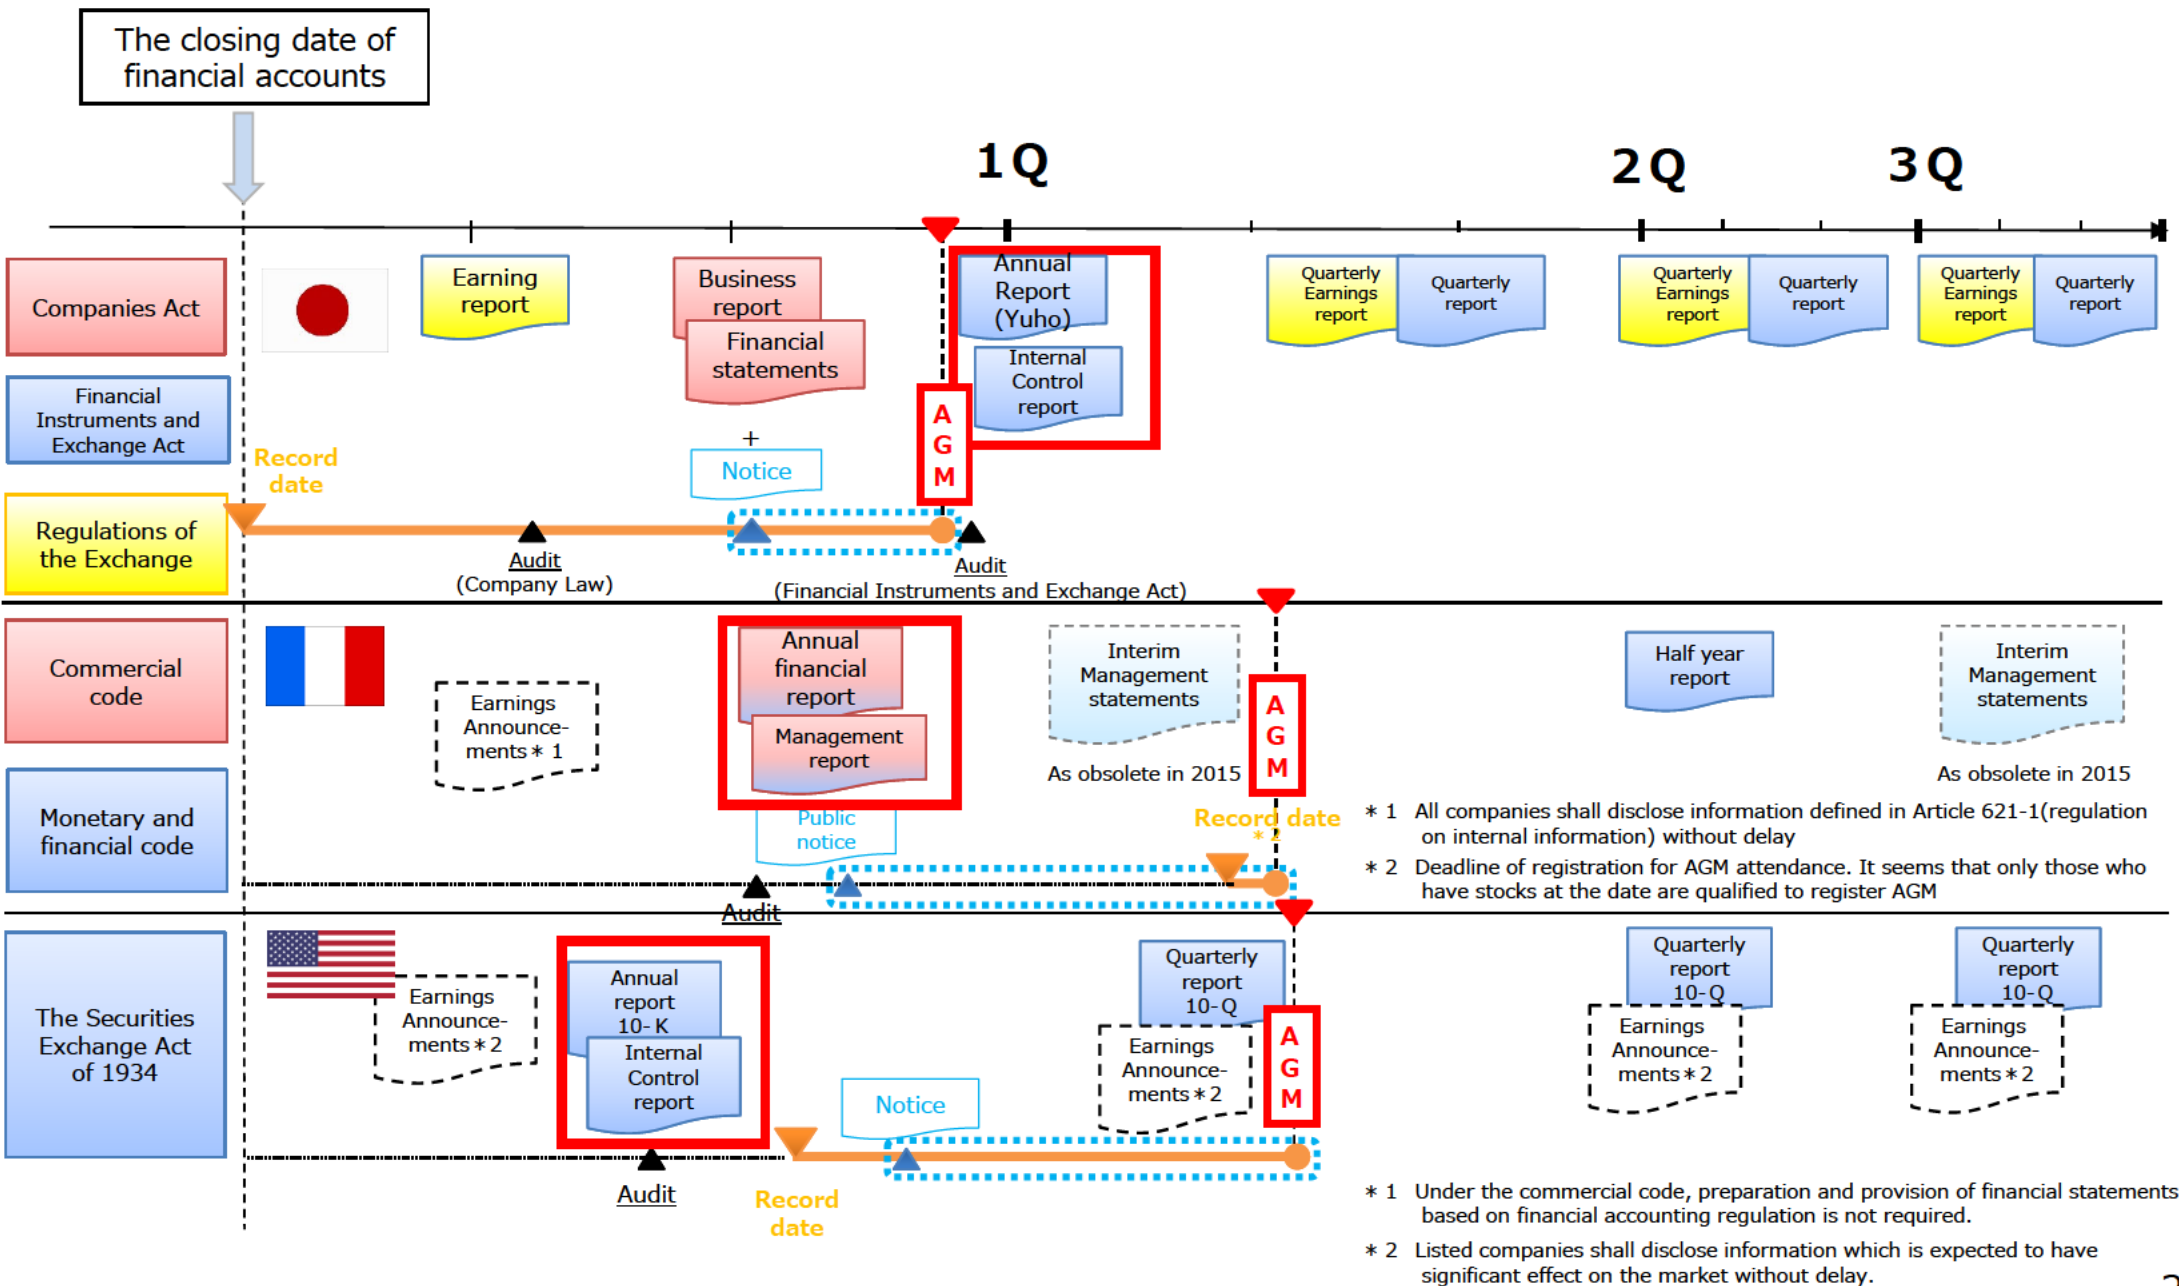 The closing date of
financial accounts
1Q
2Q
3Q
Companies Act
Financial
Instruments and
Exchange Act
Regulations of
the Exchange
Record
date
Earning
report
Business
report
Financial
statements
+
Notice
A
G
M
Annual
Report
(Yuho)
Internal
Control
report
Quarterly
Earnings
report
Quarterly
report
Quarterly
Earnings
report
Quarterly
report
Quarterly
Earnings
report
Quarterly
report
Audit
(Company Law)
Audit
(Financial Instruments and Exchange Act)
Commercial
code
Monetary and
financial code
Earnings
Announce-
ments＊1
Annual
financial
report
Management
report
Public
notice
Audit
Interim
Management
statements
As obsolete in 2015
A
G
M
Record date
＊2
Half year
report
Interim
Management
statements
As obsolete in 2015
＊1 All companies shall disclose information defined in Article 621-1(regulation
on internal information) without delay
＊2 Deadline of registration for AGM attendance. It seems that only those who
have stocks at the date are qualified to register AGM
The Securities
Exchange Act
of 1934
Earnings
Announce-
ments＊2
Annual
report
10-K
Internal
Control
report
Audit
Record
date
Notice
Quarterly
report
10-Q
Earnings
Announce-
ments＊2
A
G
M
Quarterly
report
10-Q
Earnings
Announce-
ments＊2
Quarterly
report
10-Q
Earnings
Announce-
ments＊2
＊1 Under the commercial code, preparation and provision of financial statements
based on financial accounting regulation is not required.
＊2 Listed companies shall disclose information which is expected to have
significant effect on the market without delay.